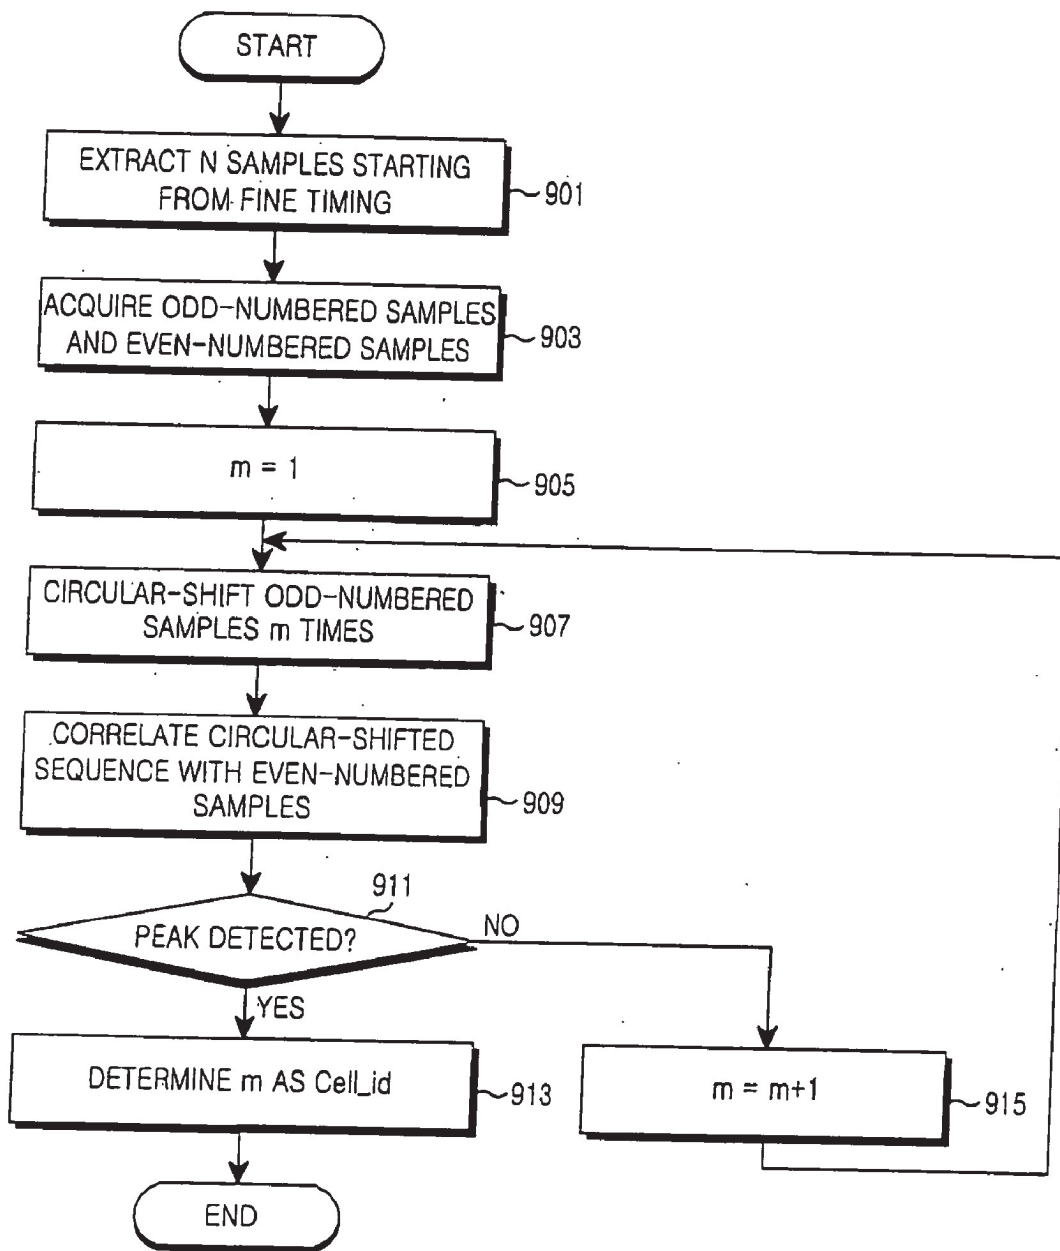 START
EXTRACT N SAMPLES STARTING
FROM FINE TIMING
901
ACQUIRE ODD-NUMBERED SAMPLES
AND EVEN-NUMBERED SAMPLES
903
m = 1
905
CIRCULAR-SHIFT ODD-NUMBERED
SAMPLES m TIMES
907
CORRELATE CIRCULAR-SHIFTED
SEQUENCE WITH EVEN-NUMBERED
SAMPLES
909
911
PEAK DETECTED?
NO
YES
DETERMINE m AS Cell_id
913
m = m+1
915
END